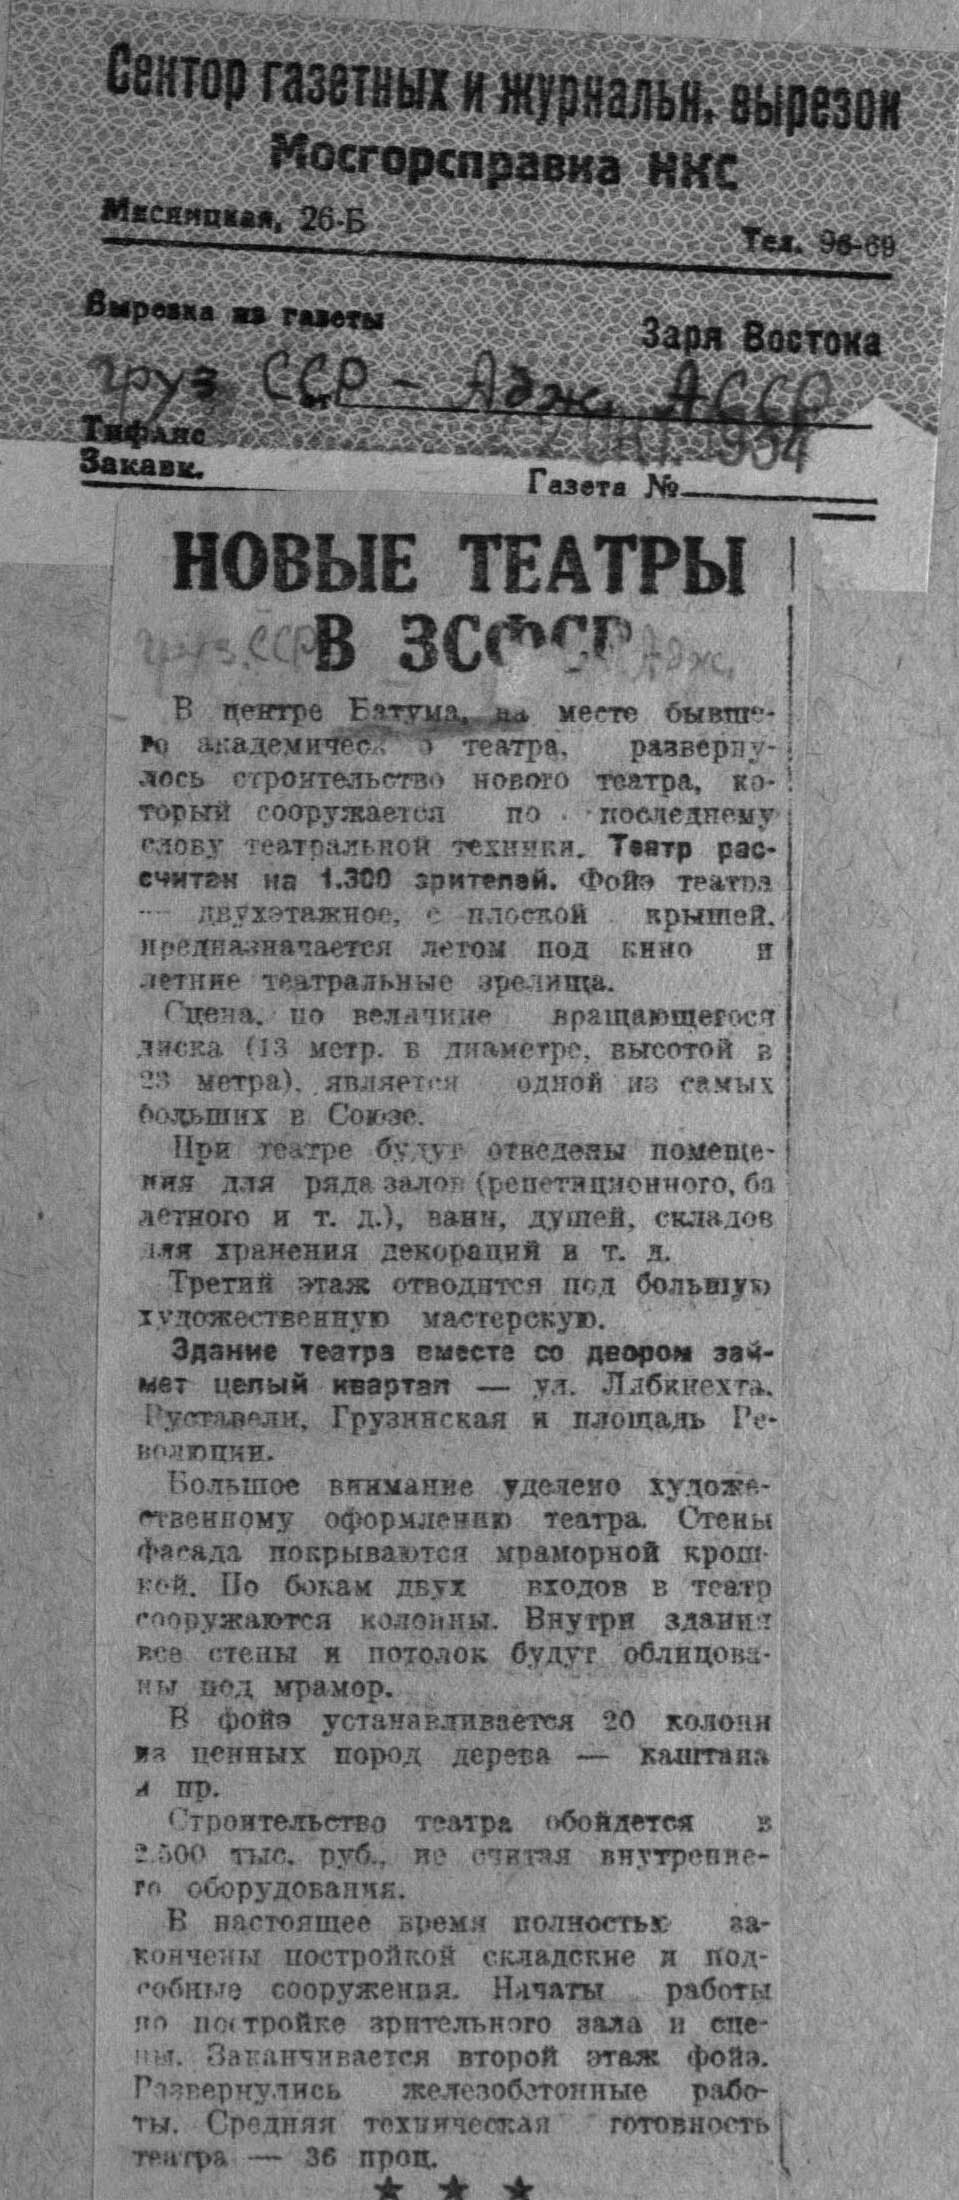 Сектор газетных и журнальн. вырезок
Мосгорсправка НКС
Мясницкая, 26-Б
Тел. 96-69
Вырезка из газеты
Заря Востока
груз ССР - Адж. АССР
от
Тифлис
1934
Закавк.
Газета №
НОВЫЕ ТЕАТРЫ
В ЗСФСР
груз. ССР Адж.
В центре Батума, на месте бывше-
го академическ о театра, разверну-
лось строительство нового театра, ко-
торый сооружается по последнему
слову театральной техники. Театр рас-
считан на 1.300 зрителей. Фойэ театра
— двухэтажное, с плоской крышей,
предназначается летом под кино и
летние театральные зрелища.
Сцена, по величине вращающегося
диска (13 метр. в диаметре, высотой в
23 метра), является одной из самых
больших в Союзе.
При театре будут отведены помеще-
ния для ряда залов (репетиционного, ба
летного и т. д.), ванн, душей, складов
для хранения декораций и т. д.
Третий этаж отводится под большую
художественную мастерскую.
Здание театра вместе со двором зай-
мет целый квартал — ул. Либкнехта,
Руставели, Грузинская и площадь Ре-
волюции.
Большое внимание уделено художе-
ственному оформлению театра. Стены
фасада покрываются мраморной крош-
кой. По бокам двух входов в театр
сооружаются колонны. Внутри здания
все стены и потолок будут облицова-
ны под мрамор.
В фойэ устанавливается 20 колонн
из ценных пород дерева — каштана
и пр.
Строительство театра обойдется в
2.500 тыс. руб., не считая внутренне-
го оборудования.
В настоящее время полностью за-
кончены постройкой складские и под-
собные сооружения. Начаты работы
по постройке зрительного зала и сце-
ны. Заканчивается второй этаж фойэ.
Развернулись железобетонные рабо-
ты. Средняя техническая готовность
театра — 36 проц.
★ ★ ★